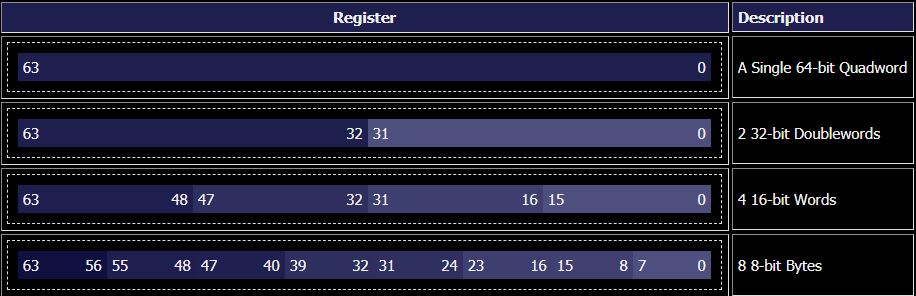 Register Description
63 0 A Single 64-bit Quadword
63 32 31 0 2 32-bit Doublewords
63 48 47 32 31 16 15 0 4 16-bit Words
63 56 55 48 47 40 39 32 31 24 23 16 15 8 7 0 8 8-bit Bytes